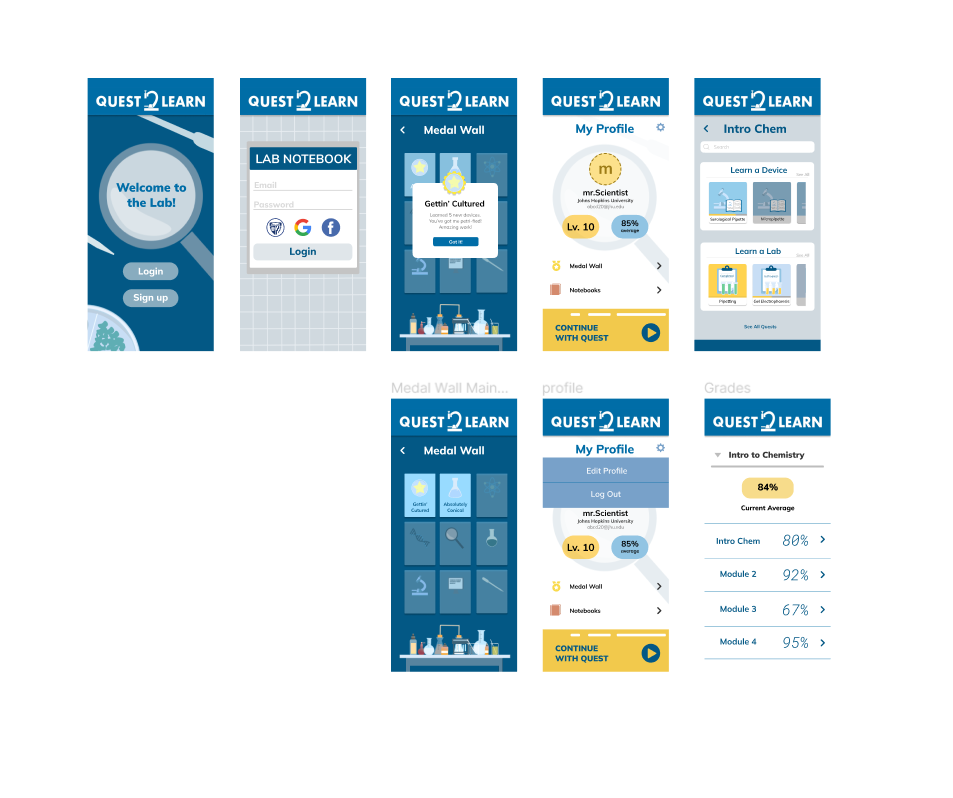 QUEST 2 LEARN
Welcome to
the Lab!
Login
Sign up
QUEST 2 LEARN
LAB NOTEBOOK
Email
Password
Login
QUEST 2 LEARN
Medal Wall
Gettin' Cultured
Learned 5 new devices.
You've got me petri-fied!
Amazing work!
Got it!
QUEST 2 LEARN
My Profile
m
mr.Scientist
Johns Hopkins University
abcd20@jhu.edu
Lv. 10
85%
average
Medal Wall
Notebooks
CONTINUE
WITH QUEST
QUEST 2 LEARN
Intro Chem
Search
Learn a Device
See All
Serological Pipette
Micropipette
Learn a Lab
See All
Pipetting
Gel Electrophoresis
See All Quests
Medal Wall Main...
QUEST 2 LEARN
Medal Wall
Gettin'
Cultured
Absolutely
Conical
profile
QUEST 2 LEARN
My Profile
Edit Profile
Log Out
mr.Scientist
Johns Hopkins University
abcd20@jhu.edu
Lv. 10
85%
average
Medal Wall
Notebooks
CONTINUE
WITH QUEST
Grades
QUEST 2 LEARN
Intro to Chemistry
84%
Current Average
Intro Chem 80%
Module 2 92%
Module 3 67%
Module 4 95%